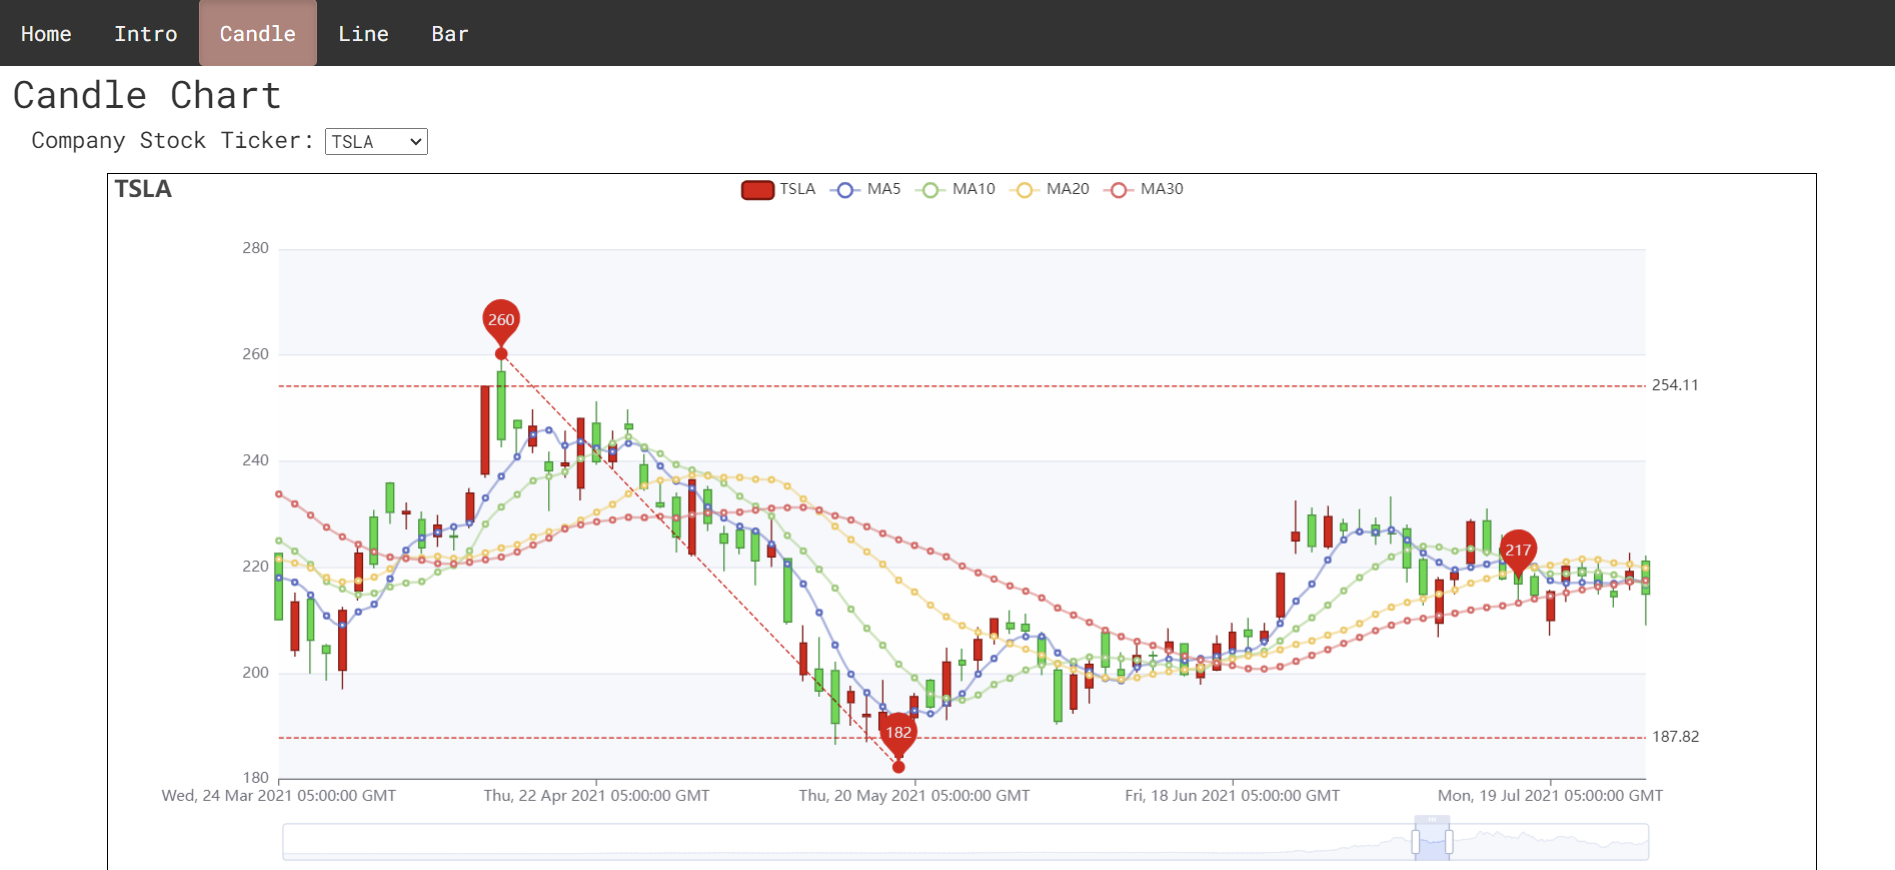 Home Intro Candle Line Bar
Candle Chart
Company Stock Ticker: TSLA
TSLA
TSLA MA5 MA10 MA20 MA30
280
260
260
254.11
240
220
217
200
182
187.82
180
Wed, 24 Mar 2021 05:00:00 GMT Thu, 22 Apr 2021 05:00:00 GMT Thu, 20 May 2021 05:00:00 GMT Fri, 18 Jun 2021 05:00:00 GMT Mon, 19 Jul 2021 05:00:00 GMT